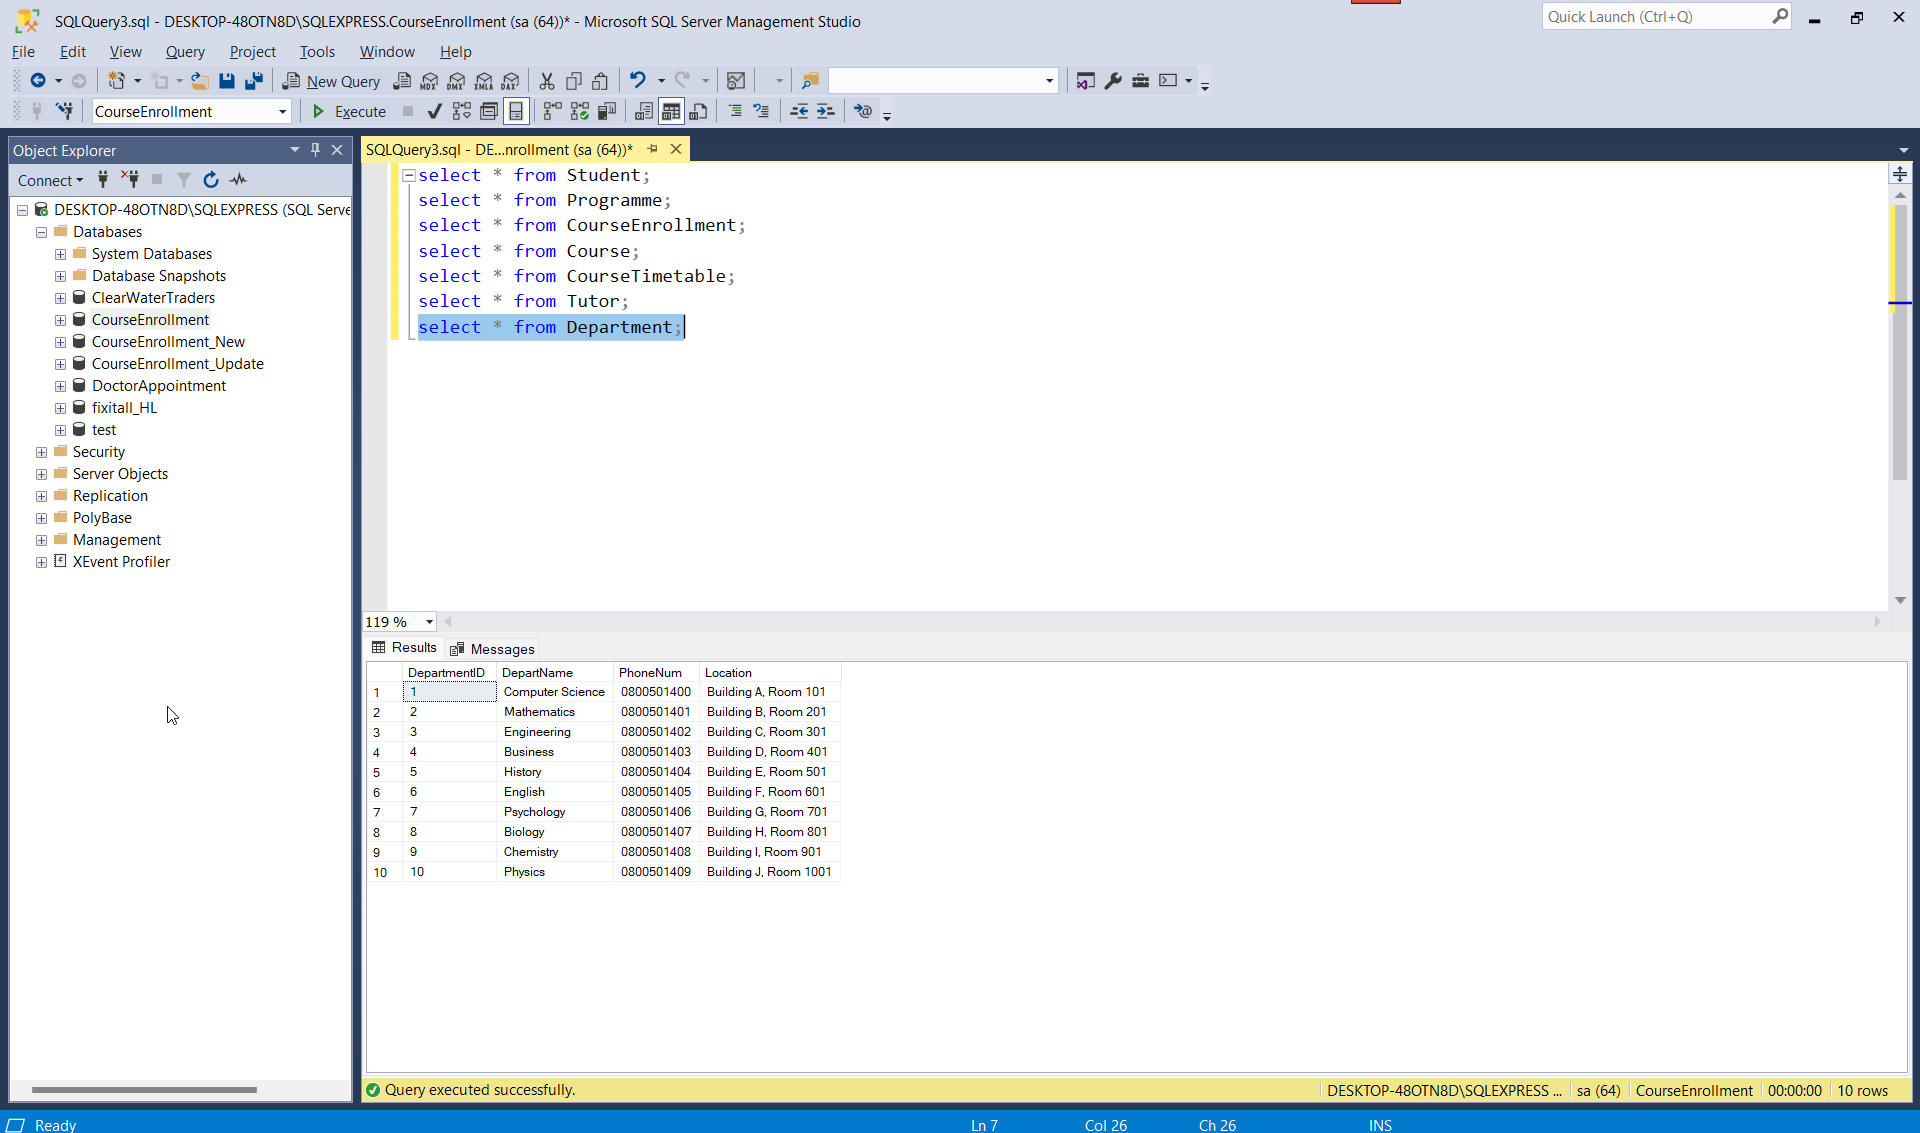 SQLQuery3.sql - DESKTOP-48OTN8D\SQLEXPRESS.CourseEnrollment (sa (64))* - Microsoft SQL Server Management Studio
Quick Launch (Ctrl+Q)
File Edit View Query Project Tools Window Help
New Query MDX DMX XMLA DAX
CourseEnrollment Execute
Object Explorer
Connect
DESKTOP-48OTN8D\SQLEXPRESS (SQL Serve
Databases
System Databases
Database Snapshots
ClearWaterTraders
CourseEnrollment
CourseEnrollment_New
CourseEnrollment_Update
DoctorAppointment
fixitall_HL
test
Security
Server Objects
Replication
PolyBase
Management
XEvent Profiler
SQLQuery3.sql - DE...nrollment (sa (64))*
select * from Student;
select * from Programme;
select * from CourseEnrollment;
select * from Course;
select * from CourseTimetable;
select * from Tutor;
select * from Department;
119 %
Results Messages
DepartmentID DepartName PhoneNum Location
1 1 Computer Science 0800501400 Building A, Room 101
2 2 Mathematics 0800501401 Building B, Room 201
3 3 Engineering 0800501402 Building C, Room 301
4 4 Business 0800501403 Building D, Room 401
5 5 History 0800501404 Building E, Room 501
6 6 English 0800501405 Building F, Room 601
7 7 Psychology 0800501406 Building G, Room 701
8 8 Biology 0800501407 Building H, Room 801
9 9 Chemistry 0800501408 Building I, Room 901
10 10 Physics 0800501409 Building J, Room 1001
Query executed successfully. DESKTOP-48OTN8D\SQLEXPRESS ... sa (64) CourseEnrollment 00:00:00 10 rows
Ready Ln 7 Col 26 Ch 26 INS